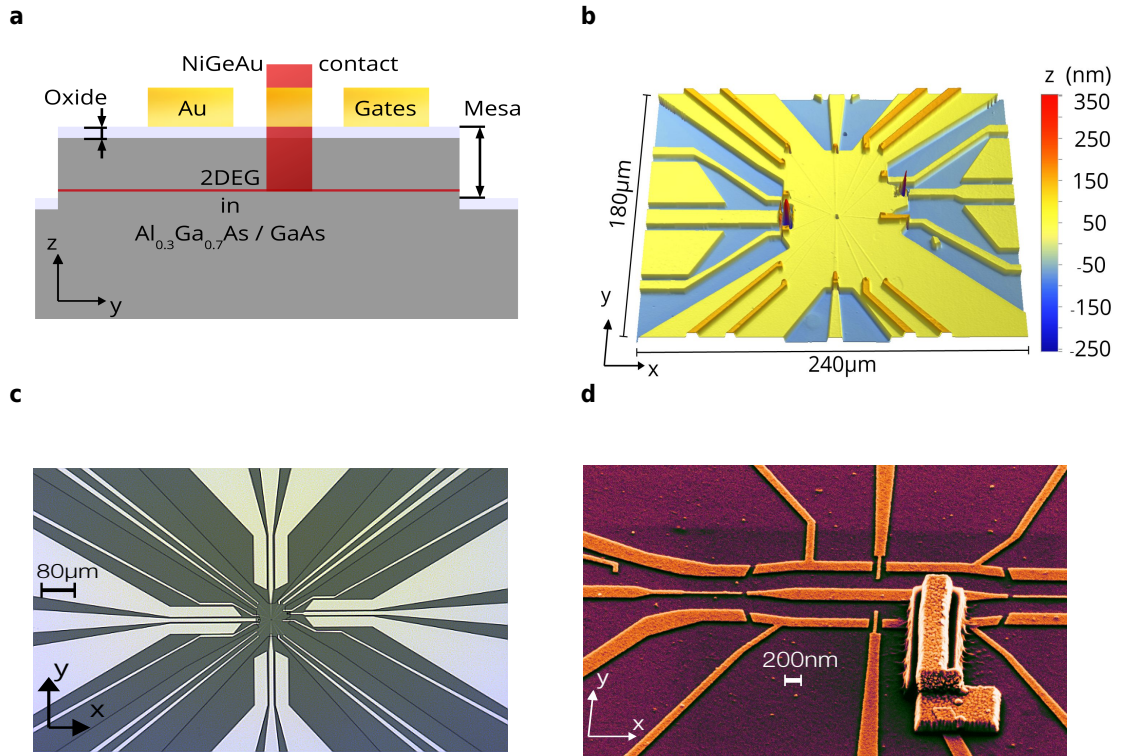 a
NiGeAu contact
Oxide
Au
Gates
Mesa
2DEG
in
Al0.3Ga0.7As / GaAs
z
y
b
z (nm)
350
250
150
50
-50
-150
-250
180µm
240µm
y
x
c
80µm
y
x
d
200nm
y
x